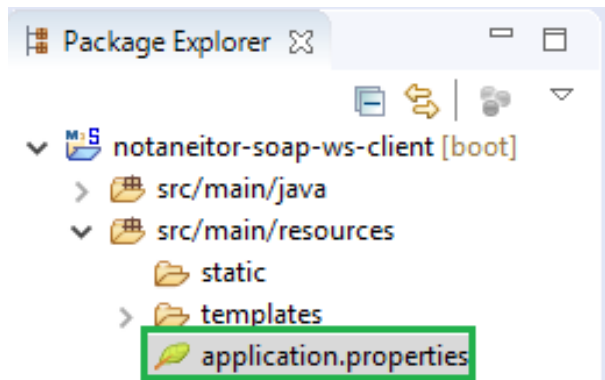 Package Explorer
notaneitor-soap-ws-client [boot]
src/main/java
src/main/resources
static
templates
application.properties